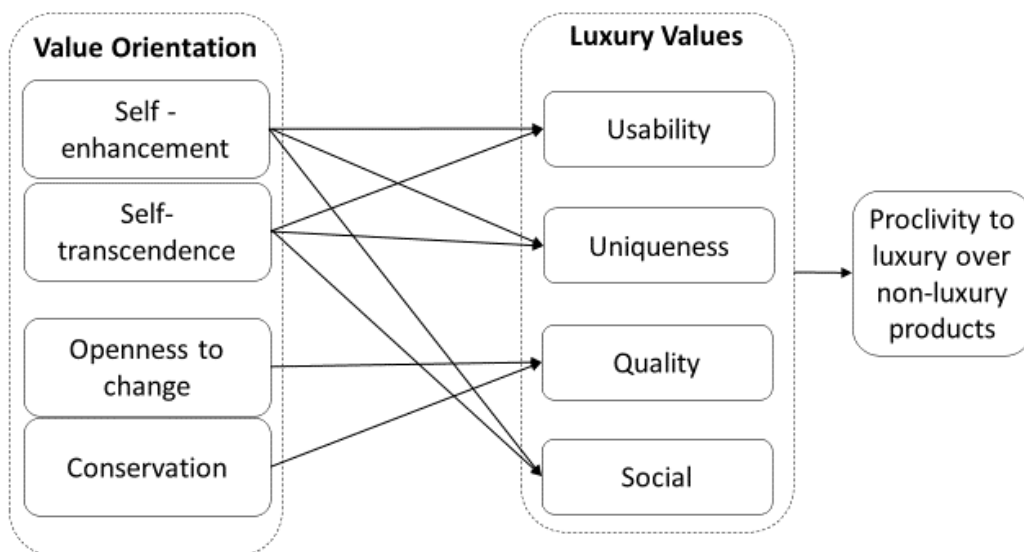 Value Orientation
Self -
enhancement
Self-
transcendence
Openness to
change
Conservation
Luxury Values
Usability
Uniqueness
Quality
Social
Proclivity to
luxury over
non-luxury
products